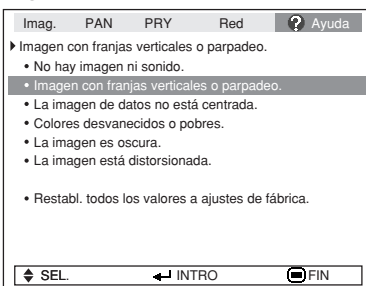 Imag. PAN PRY Red ? Ayuda
Imagen con franjas verticales o parpadeo.
• No hay imagen ni sonido.
• Imagen con franjas verticales o parpadeo.
• La imagen de datos no está centrada.
• Colores desvanecidos o pobres.
• La imagen es oscura.
• La imagen está distorsionada.
• Restabl. todos los valores a ajustes de fábrica.
SEL. INTRO FIN